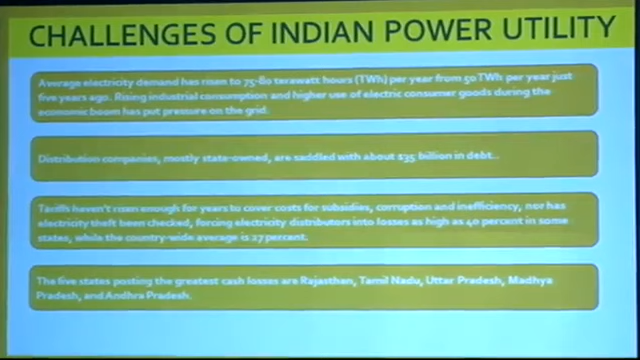 CHALLENGES OF INDIAN POWER UTILITY
Average electricity demand has risen to 75-80 terawatt hours (TWh) per year from 50 TWh per year just
five years ago. Rising industrial consumption and higher use of electric consumer goods during the
economic boom has put pressure on the grid.
Distribution companies, mostly state-owned, are saddled with about $35 billion in debt..
Tariffs haven't risen enough for years to cover costs for subsidies, corruption and inefficiency, nor has
electricity theft been checked, forcing electricity distributors into losses as high as 40 percent in some
states, while the country-wide average is 27 percent.
The five states posting the greatest cash losses are Rajasthan, Tamil Nadu, Uttar Pradesh, Madhya
Pradesh, and Andhra Pradesh.